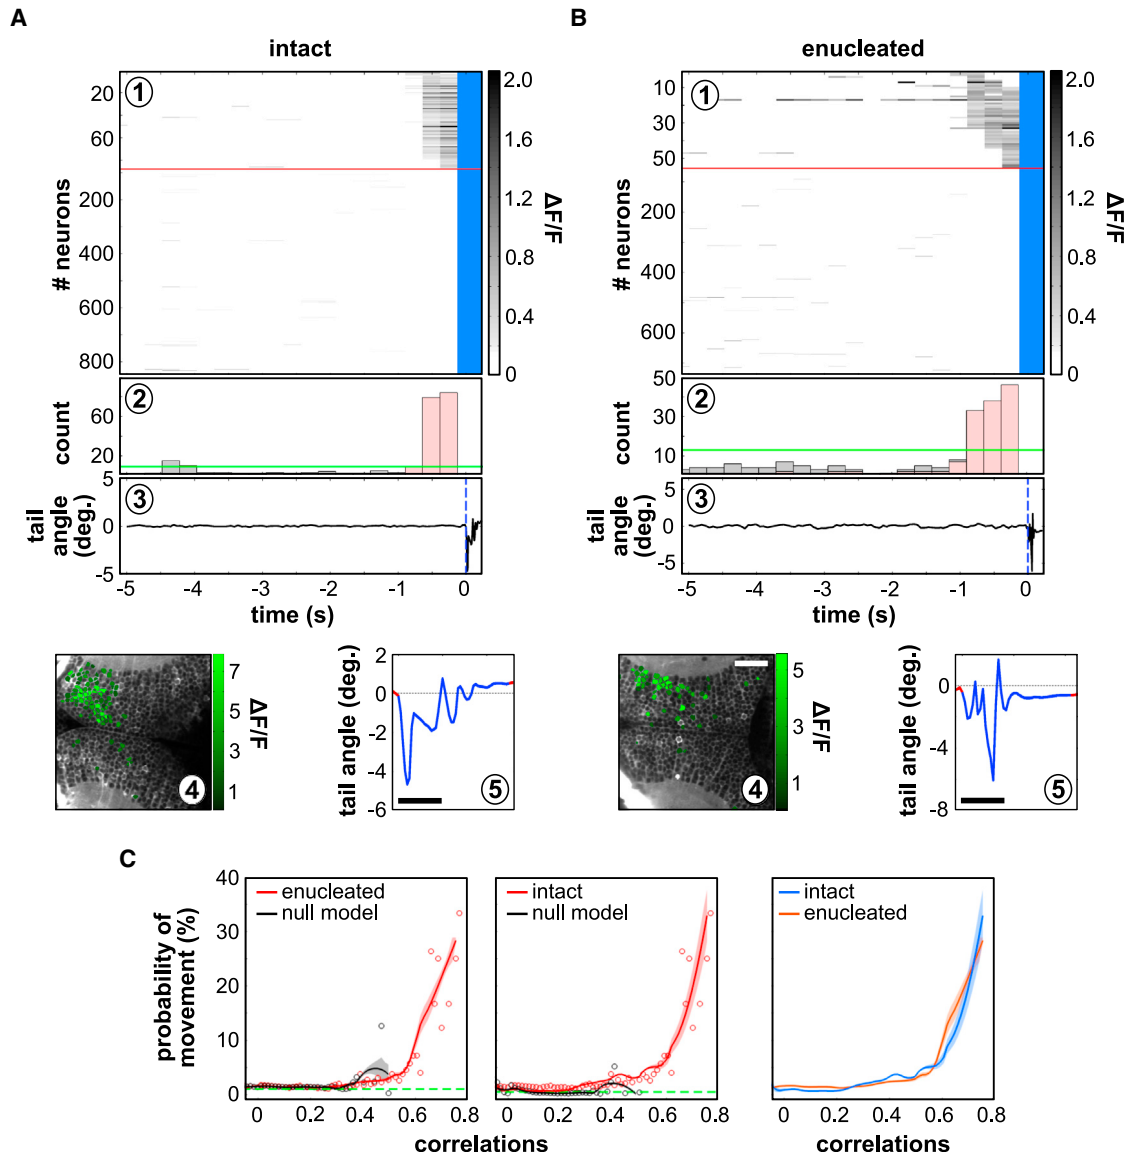 A
intact
1
20
60
200
400
600
800
# neurons
2.0
1.6
1.2
0.8
0.4
0
ΔF/F
2
60
20
count
3
5
0
-5
tail angle (deg.)
-5 -4 -3 -2 -1 0
time (s)
4
7
5
3
1
ΔF/F
5
2
0
-2
-4
-6
tail angle (deg.)
B
enucleated
1
10
30
50
200
400
600
# neurons
2.0
1.6
1.2
0.8
0.4
0
ΔF/F
2
50
30
10
count
3
5
0
-5
tail angle (deg.)
-5 -4 -3 -2 -1 0
time (s)
4
5
3
1
ΔF/F
5
0
-4
-8
tail angle (deg.)
C
probability of movement (%)
40
30
20
10
0
enucleated
null model
0 0.2 0.4 0.6 0.8
correlations
intact
null model
0 0.2 0.4 0.6 0.8
correlations
intact
enucleated
0 0.2 0.4 0.6 0.8
correlations